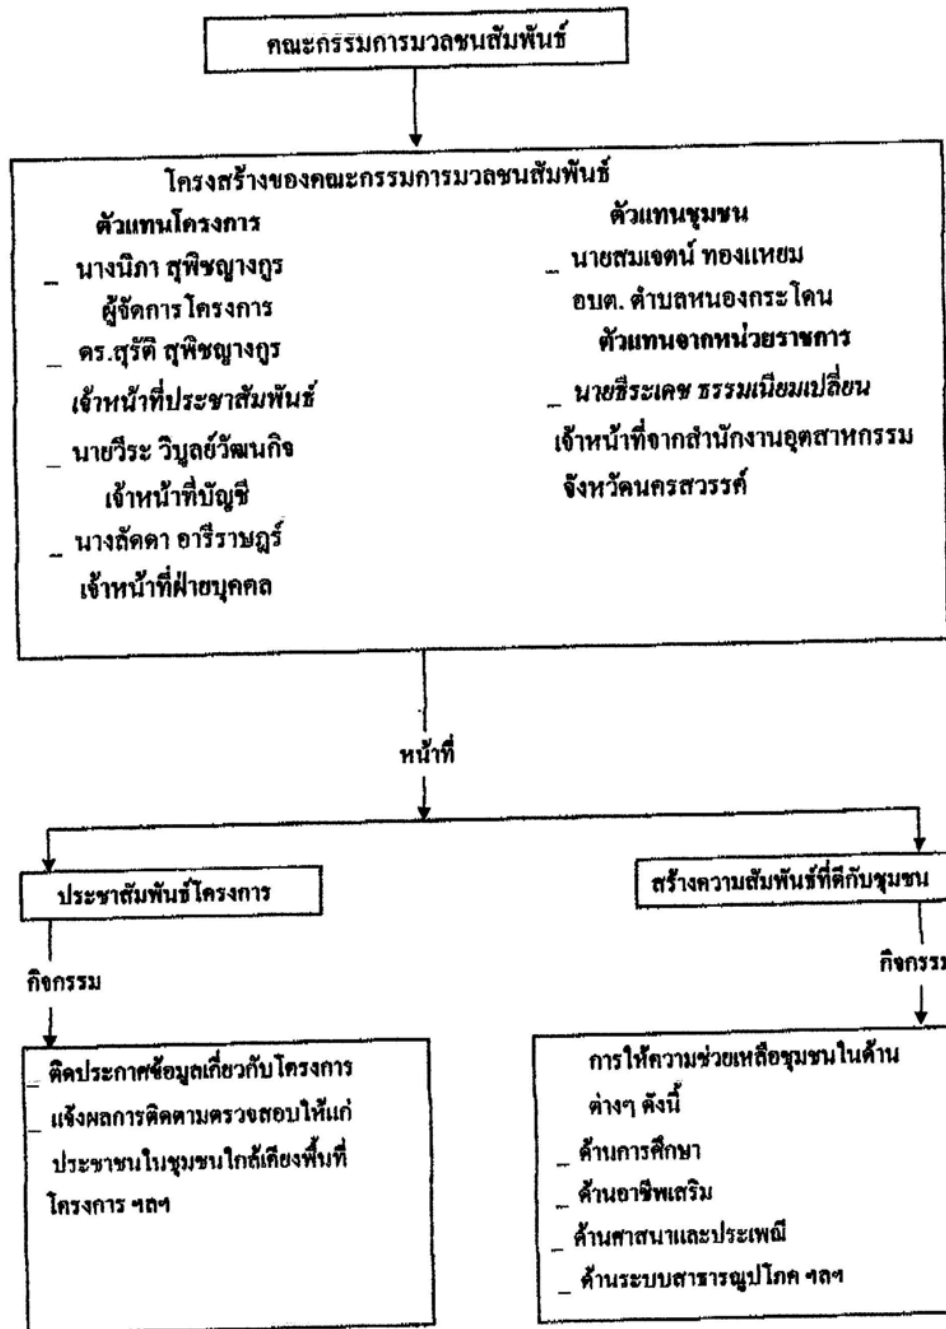 คณะกรรมการมวลชนสัมพันธ์
โครงสร้างของคณะกรรมการมวลชนสัมพันธ์
ตัวแทนโครงการ
_ นางนิภา สุพิชญางกูร
ผู้จัดการโครงการ
_ ดร.สุรัติ สุพิชญางกูร
เจ้าหน้าที่ประชาสัมพันธ์
_ นายวีระ วิบูลย์วัฒนกิจ
เจ้าหน้าที่บัญชี
_ นางลัดดา อารีราษฎร์
เจ้าหน้าที่ฝ่ายบุคคล
ตัวแทนชุมชน
_ นายสมเจตน์ ทองแหยม
อบต. ตำบลหนองกระโดน
ตัวแทนจากหน่วยราชการ
_ นายธีระเดช ธรรมเนียมเปลี่ยน
เจ้าหน้าที่จากสำนักงานอุตสาหกรรม
จังหวัดนครสวรรค์
หน้าที่
ประชาสัมพันธ์โครงการ
กิจกรรม
_ ติดประกาศข้อมูลเกี่ยวกับโครงการ
_ แจ้งผลการติดตามตรวจสอบให้แก่
ประชาชนในชุมชนใกล้เคียงพื้นที่
โครงการ ฯลฯ
สร้างความสัมพันธ์ที่ดีกับชุมชน
กิจกรรม
การให้ความช่วยเหลือชุมชนในด้าน
ต่างๆ ดังนี้
_ ด้านการศึกษา
_ ด้านอาชีพเสริม
_ ด้านศาสนาและประเพณี
_ ด้านระบบสาธารณูปโภค ฯลฯ